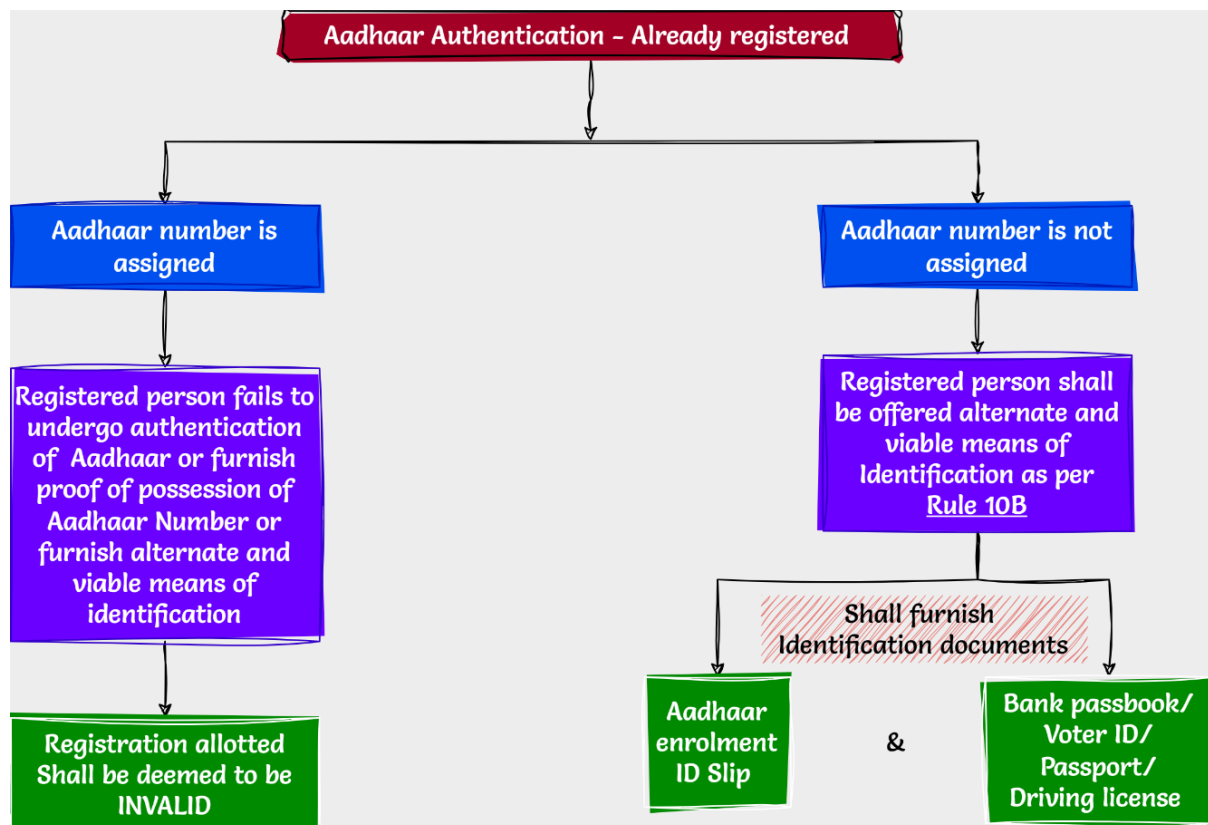 Aadhaar Authentication - Already registered
Aadhaar number is
assigned
Aadhaar number is not
assigned
Registered person fails to
undergo authentication
of Aadhaar or furnish
proof of possession of
Aadhaar Number or
furnish alternate and
viable means of
identification
Registered person shall
be offered alternate and
viable means of
Identification as per
Rule 10B
Shall furnish
Identification documents
Registration allotted
Shall be deemed to be
INVALID
Aadhaar
enrolment
ID Slip
&
Bank passbook/
Voter ID/
Passport/
Driving license